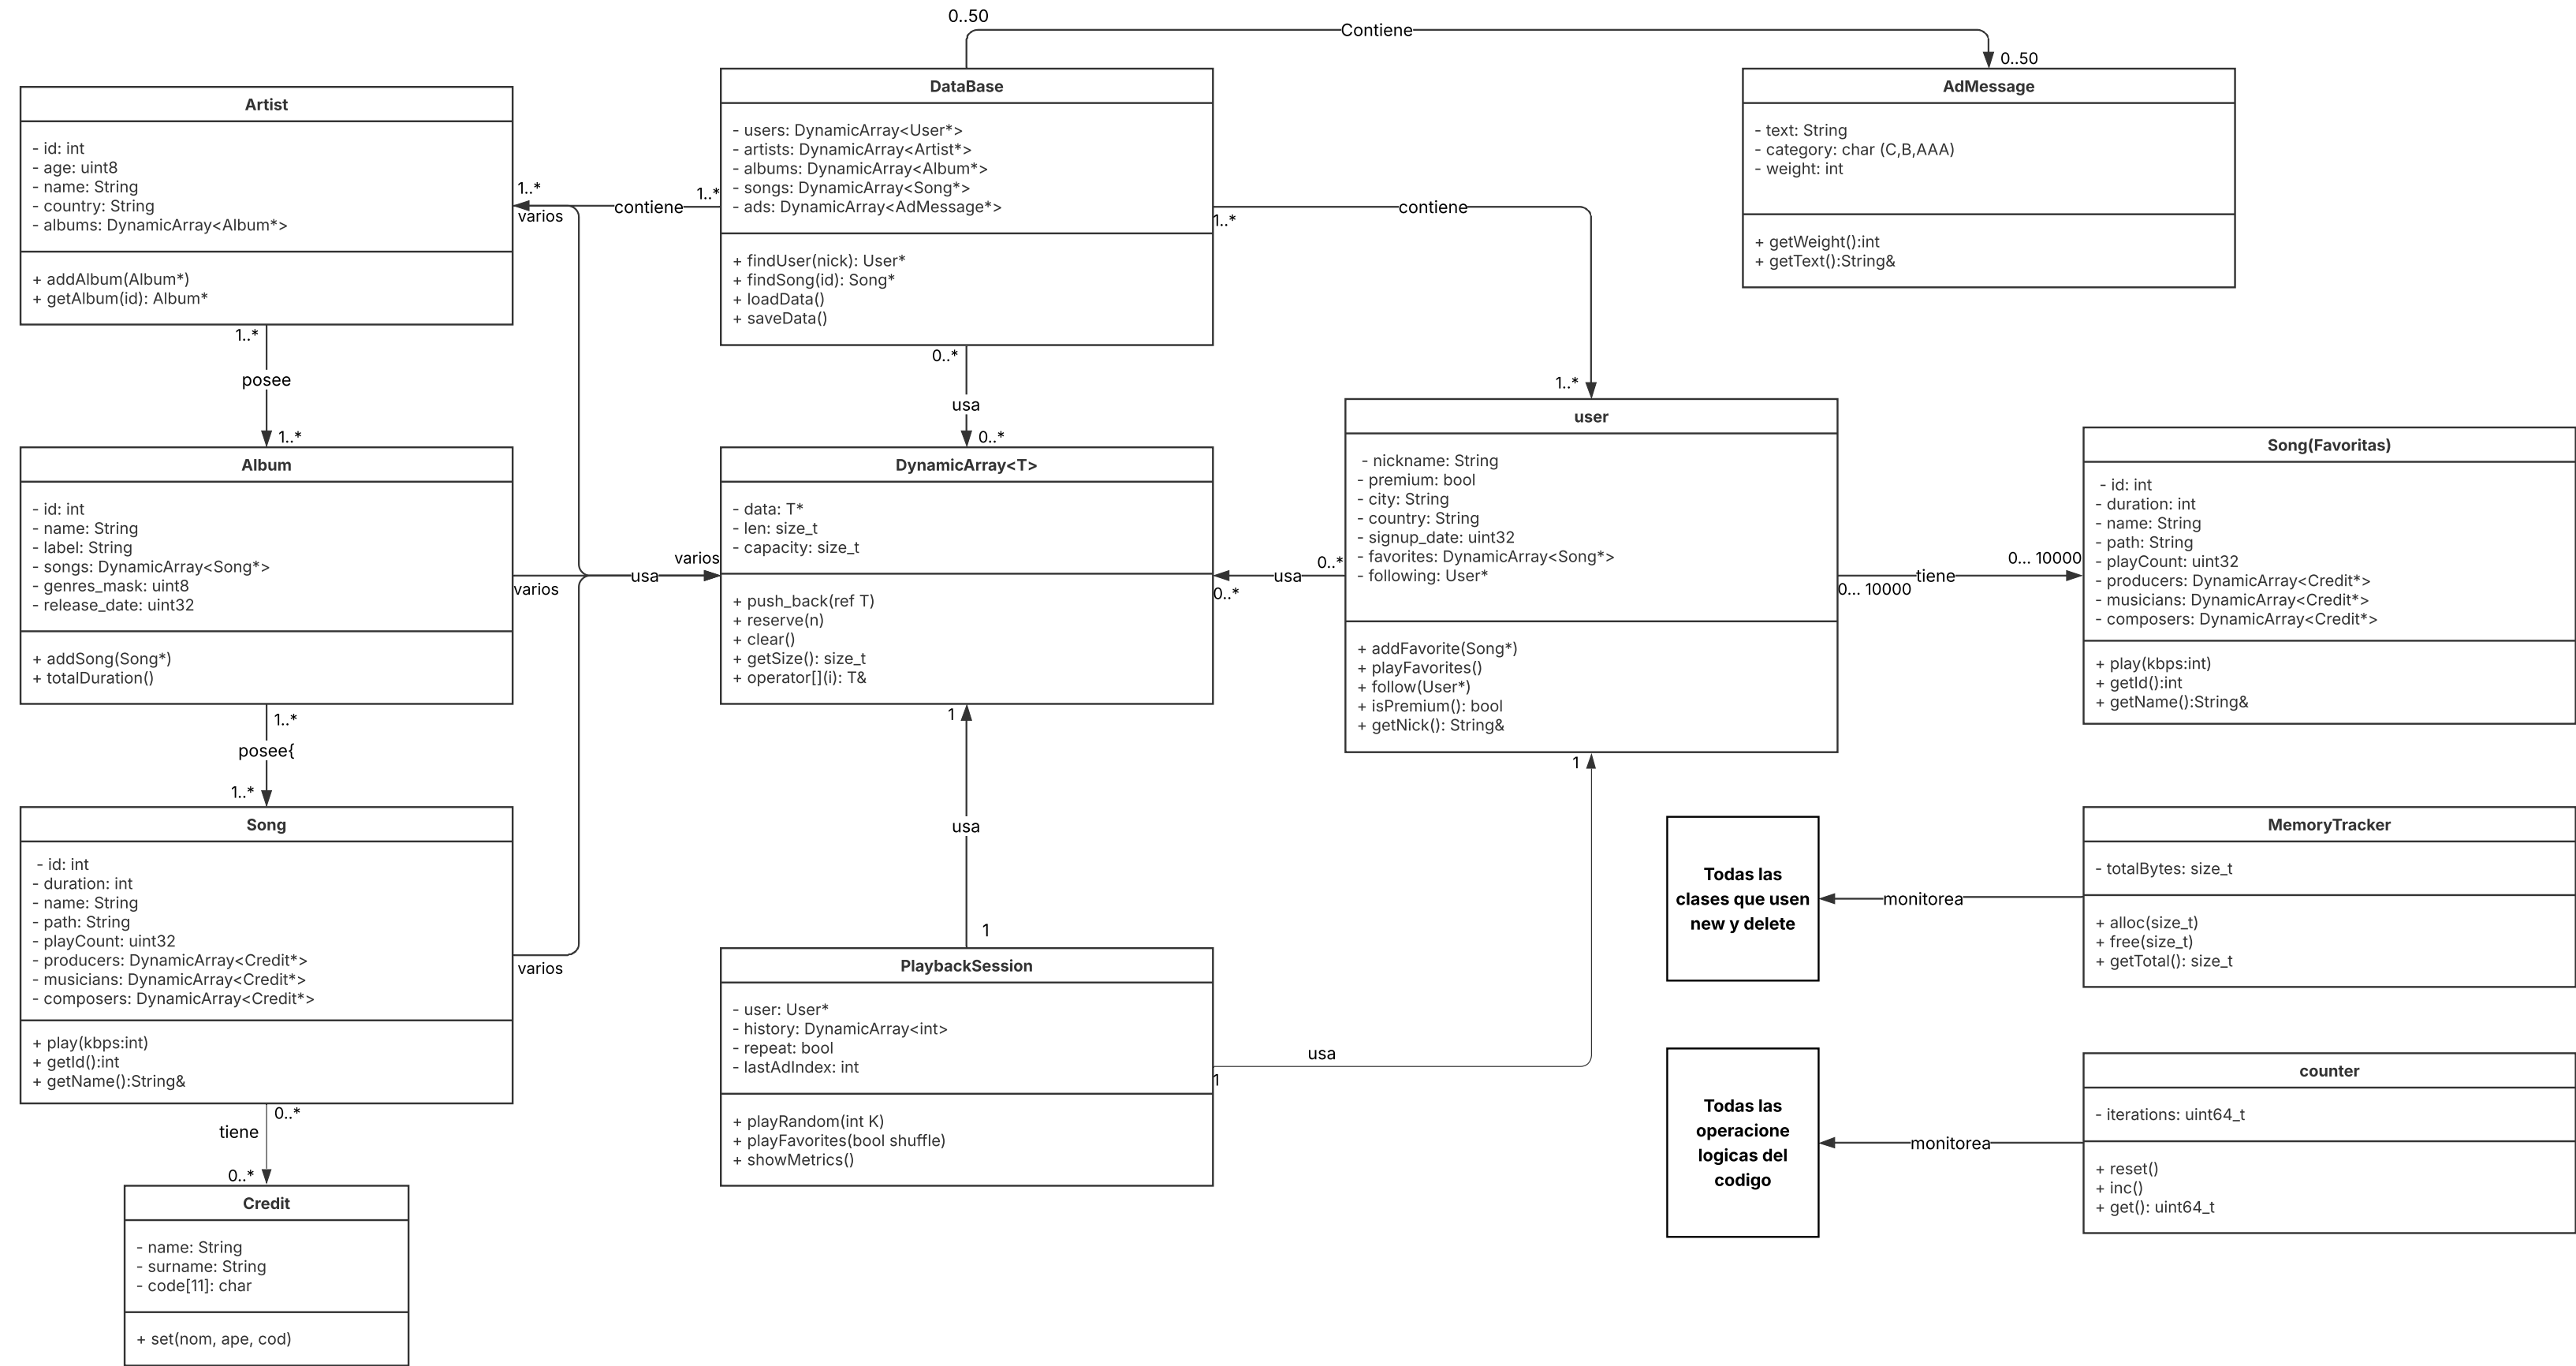 0..50
Contiene
0..50
Artist
- id: int
- age: uint8
- name: String
- country: String
- albums: DynamicArray<Album*>
+ addAlbum(Album*)
+ getAlbum(id): Album*
1..*
varios
contiene
1..*
DataBase
- users: DynamicArray<User*>
- artists: DynamicArray<Artist*>
- albums: DynamicArray<Album*>
- songs: DynamicArray<Song*>
- ads: DynamicArray<AdMessage*>
+ findUser(nick): User*
+ findSong(id): Song*
+ loadData()
+ saveData()
1..*
contiene
1..*
AdMessage
- text: String
- category: char (C,B,AAA)
- weight: int
+ getWeight():int
+ getText():String&
1..*
posee
1..*
0..*
usa
0..*
Album
- id: int
- name: String
- label: String
- songs: DynamicArray<Song*>
- genres_mask: uint8
- release_date: uint32
+ addSong(Song*)
+ totalDuration()
varios
usa
varios
DynamicArray<T>
- data: T*
- len: size_t
- capacity: size_t
+ push_back(ref T)
+ reserve(n)
+ clear()
+ getSize(): size_t
+ operator[](i): T&
0..*
usa
0..*
user
- nickname: String
- premium: bool
- city: String
- country: String
- signup_date: uint32
- favorites: DynamicArray<Song*>
- following: User*
+ addFavorite(Song*)
+ playFavorites()
+ follow(User*)
+ isPremium(): bool
+ getNick(): String&
0... 10000
tiene
0... 10000
Song(Favoritas)
- id: int
- duration: int
- name: String
- path: String
- playCount: uint32
- producers: DynamicArray<Credit*>
- musicians: DynamicArray<Credit*>
- composers: DynamicArray<Credit*>
+ play(kbps:int)
+ getId():int
+ getName():String&
1..*
posee{
1..*
1
usa
1
Song
- id: int
- duration: int
- name: String
- path: String
- playCount: uint32
- producers: DynamicArray<Credit*>
- musicians: DynamicArray<Credit*>
- composers: DynamicArray<Credit*>
+ play(kbps:int)
+ getId():int
+ getName():String&
varios
PlaybackSession
- user: User*
- history: DynamicArray<int>
- repeat: bool
- lastAdIndex: int
+ playRandom(int K)
+ playFavorites(bool shuffle)
+ showMetrics()
1
usa
1
Todas las
clases que usen
new y delete
monitorea
MemoryTracker
- totalBytes: size_t
+ alloc(size_t)
+ free(size_t)
+ getTotal(): size_t
Todas las
operacione
logicas del
codigo
monitorea
counter
- iterations: uint64_t
+ reset()
+ inc()
+ get(): uint64_t
0..*
tiene
0..*
Credit
- name: String
- surname: String
- code[11]: char
+ set(nom, ape, cod)